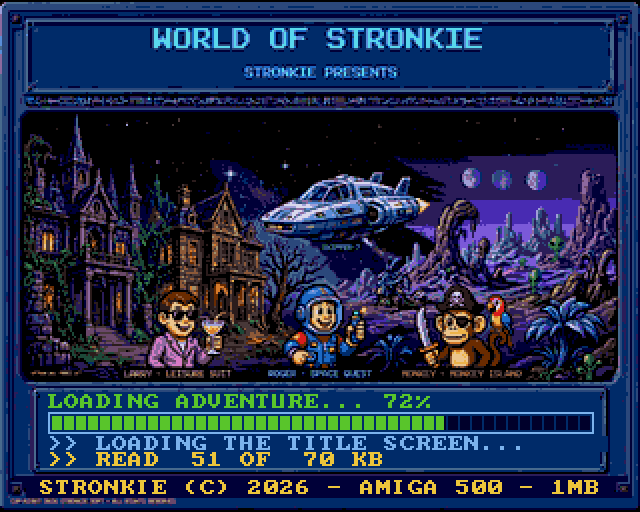 WORLD OF STRONKIE
STRONKIE PRESENTS
LARRY - LEISURE SUIT
ROGER - SPACE QUEST
MONKEY - MONKEY ISLAND
LOADING ADVENTURE... 72%
>> LOADING THE TITLE SCREEN...
>> READ  51 OF  70 KB
STRONKIE (C) 2026 - AMIGA 500 - 1MB